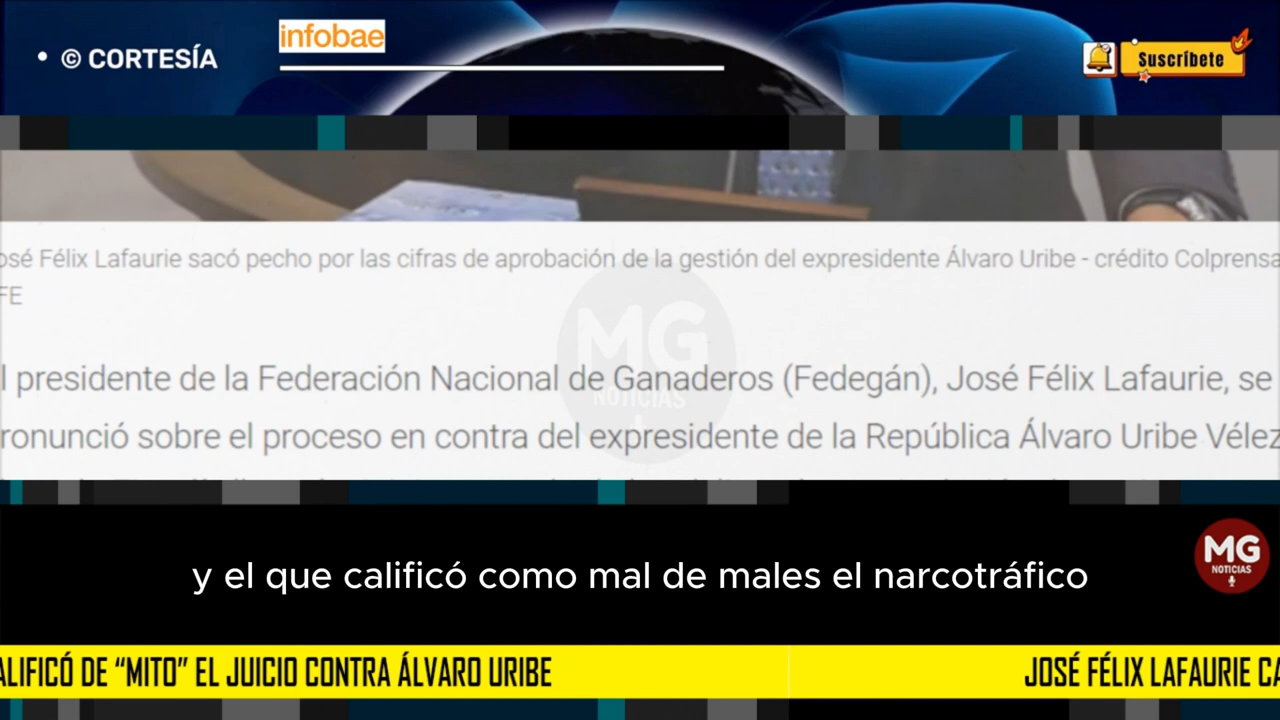 © CORTESÍA
infobae
Suscríbete
osé Félix Lafaurie sacó pecho por las cifras de aprobación de la gestión del expresidente Álvaro Uribe - crédito Colprensa
FE
l presidente de la Federación Nacional de Ganaderos (Fedegán), José Félix Lafaurie, se
ronunció sobre el proceso en contra del expresidente de la República Álvaro Uribe Vélez
MG
NOTICIAS
y el que calificó como mal de males el narcotráfico
MG
NOTICIAS
ALIFICÓ DE “MITO” EL JUICIO CONTRA ÁLVARO URIBE
JOSÉ FÉLIX LAFAURIE CA